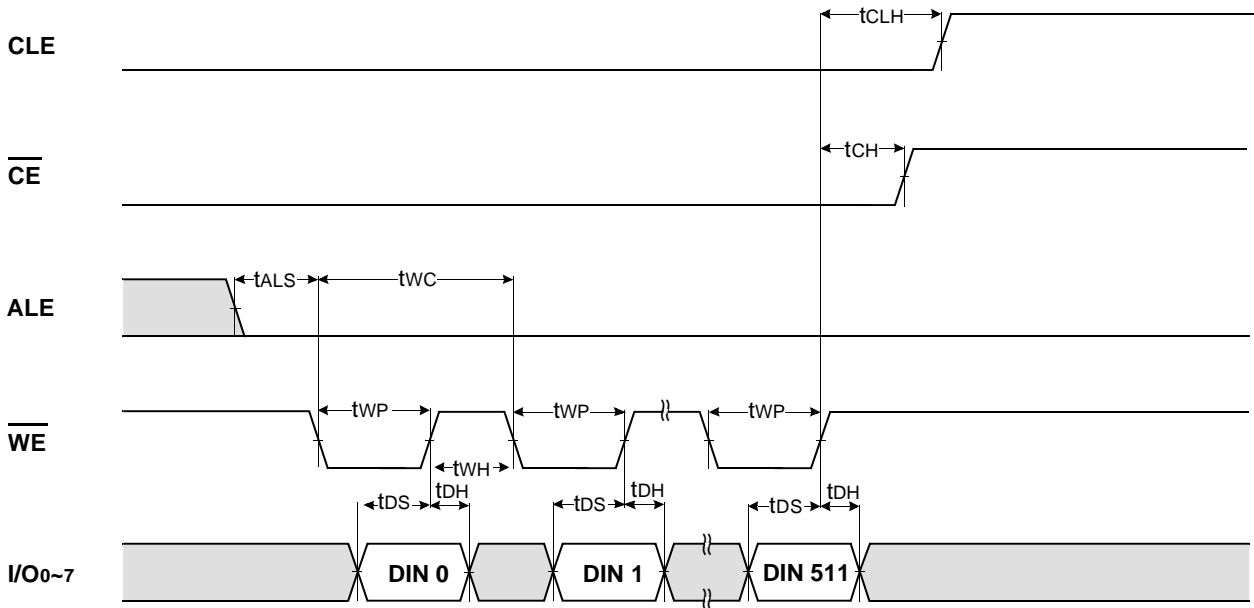 tCLH
CLE
tCH
CE
tALS
tWC
ALE
tWP
tWP
tWP
WE
tWH
tDS
tDH
tDS
tDH
tDS
tDH
I/O0~7
DIN 0
DIN 1
DIN 511